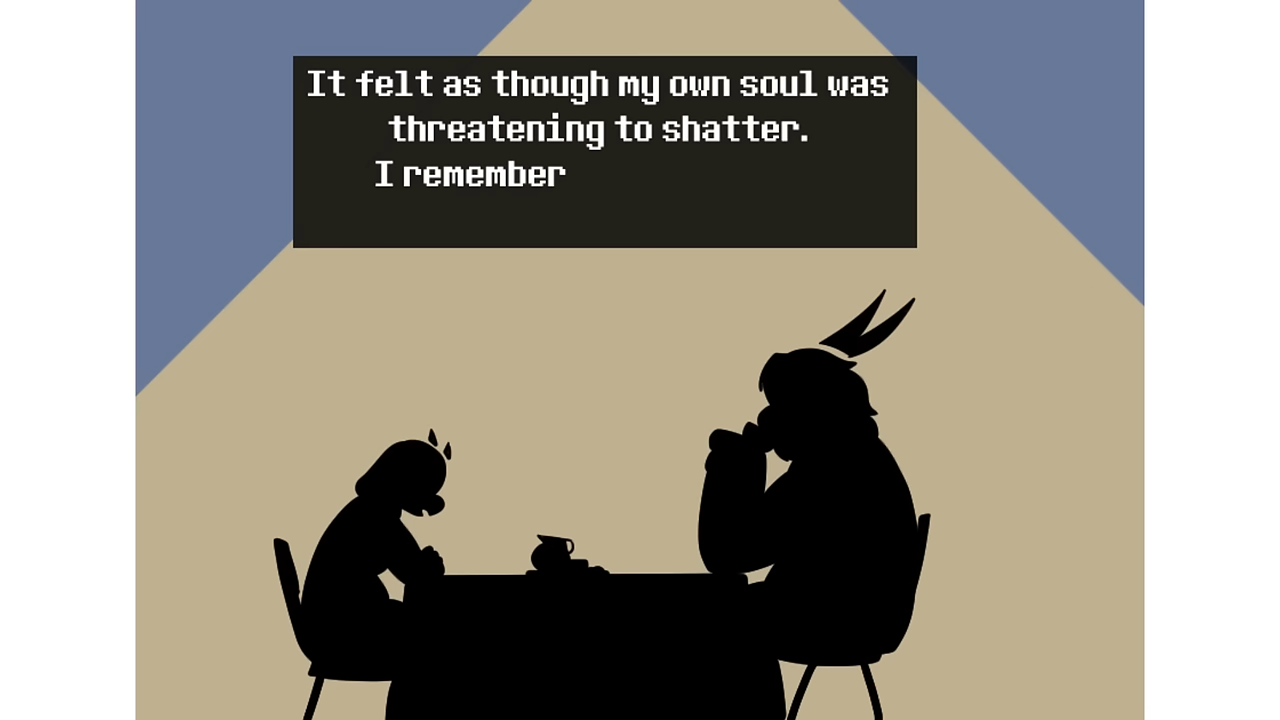 It felt as though my own soul was
threatening to shatter.
I remember